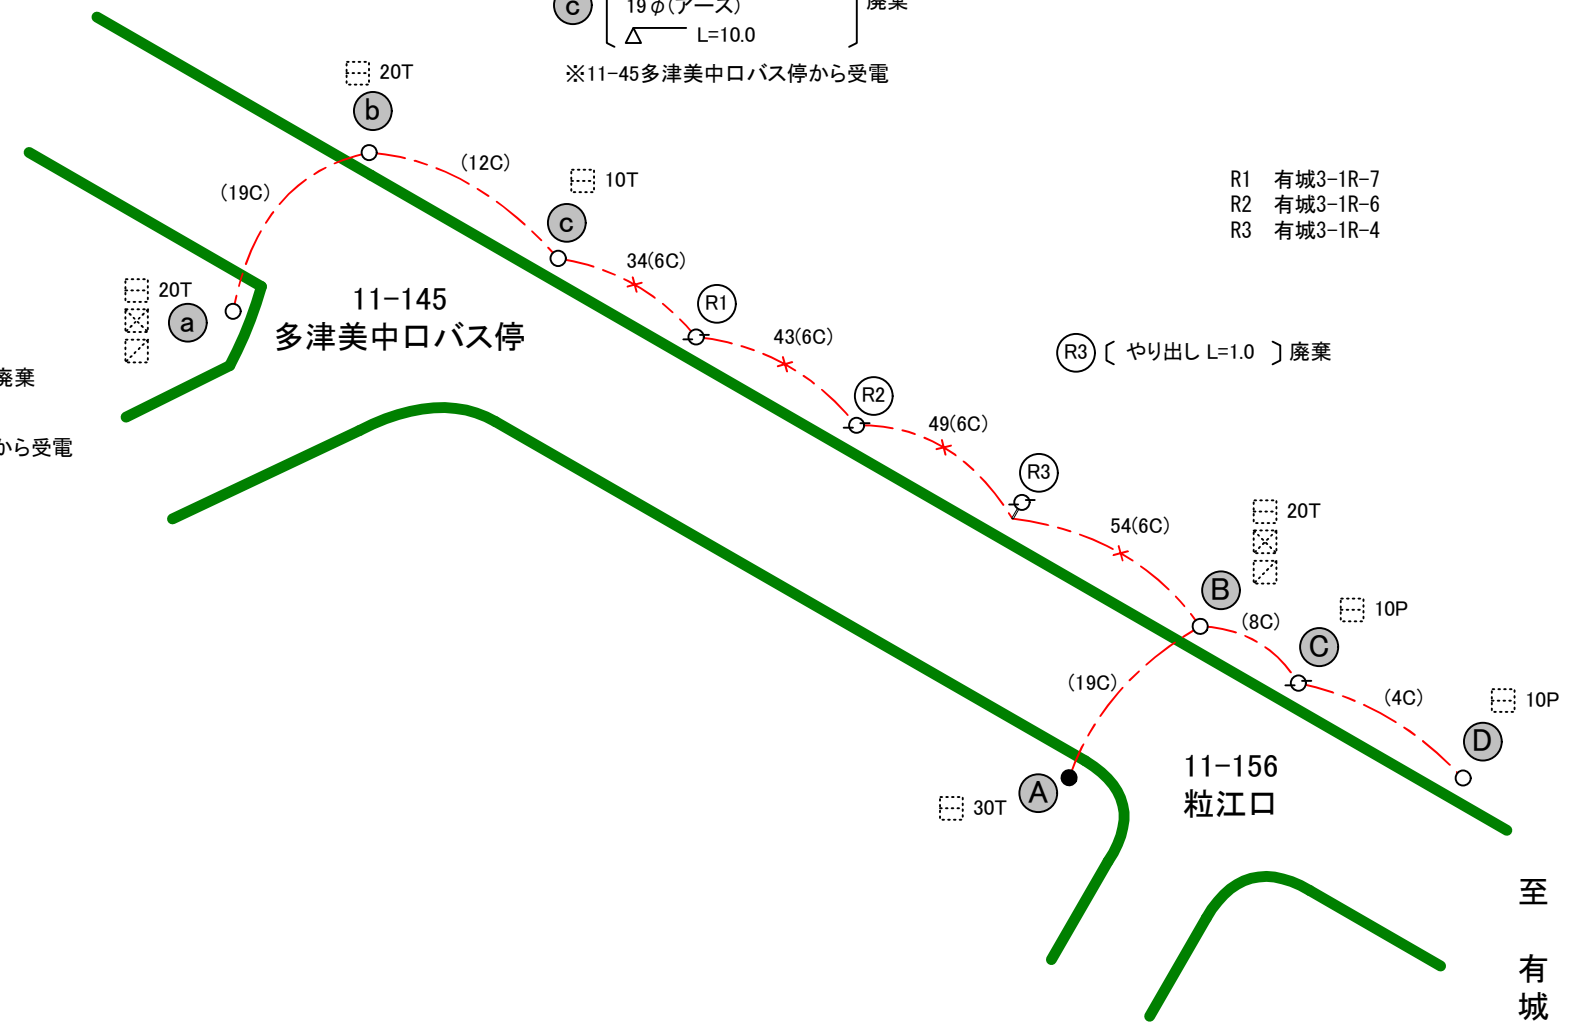 c
19φ(アース)
廃棄
L=10.0
※11-45多津美中口バス停から受電
20T
b
(12C)
(19C)
10T
c
R1 有城3-1R-7
R2 有城3-1R-6
R3 有城3-1R-4
34(6C)
20T
a
11-145
多津美中口バス停
R1
43(6C)
R3 〔 やり出し L=1.0 〕廃棄
廃棄
R2
49(6C)
から受電
R3
54(6C)
20T
B
(8C)
10P
C
(19C)
(4C)
10P
D
11-156
粒江口
30T
A
至
有
城